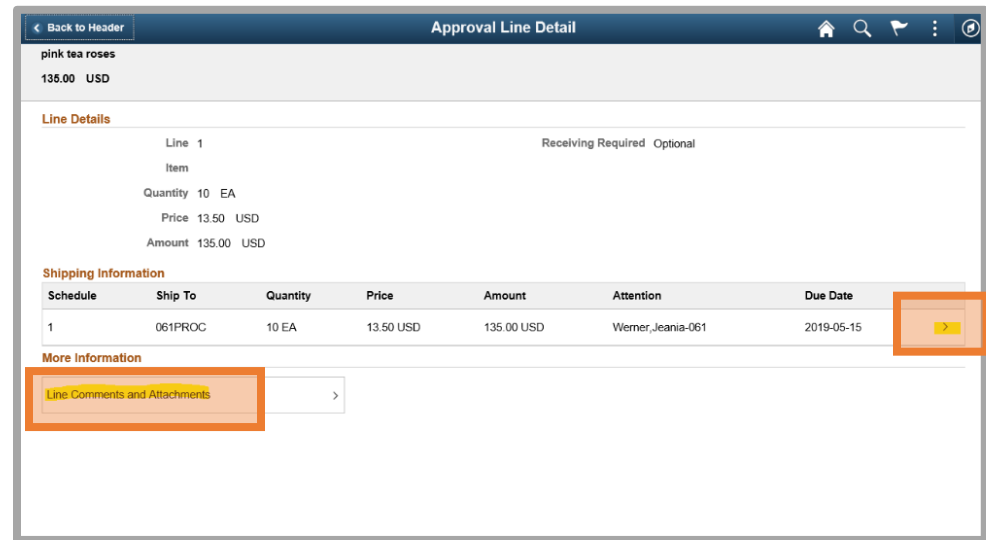 Back to Header
Approval Line Detail
pink tea roses
135.00 USD
Line Details
Line 1
Receiving Required Optional
Item
Quantity 10 EA
Price 13.50 USD
Amount 135.00 USD
Shipping Information
Schedule Ship To Quantity Price Amount Attention Due Date
1 061PROC 10 EA 13.50 USD 135.00 USD Werner,Jeania-061 2019-05-15
More Information
Line Comments and Attachments